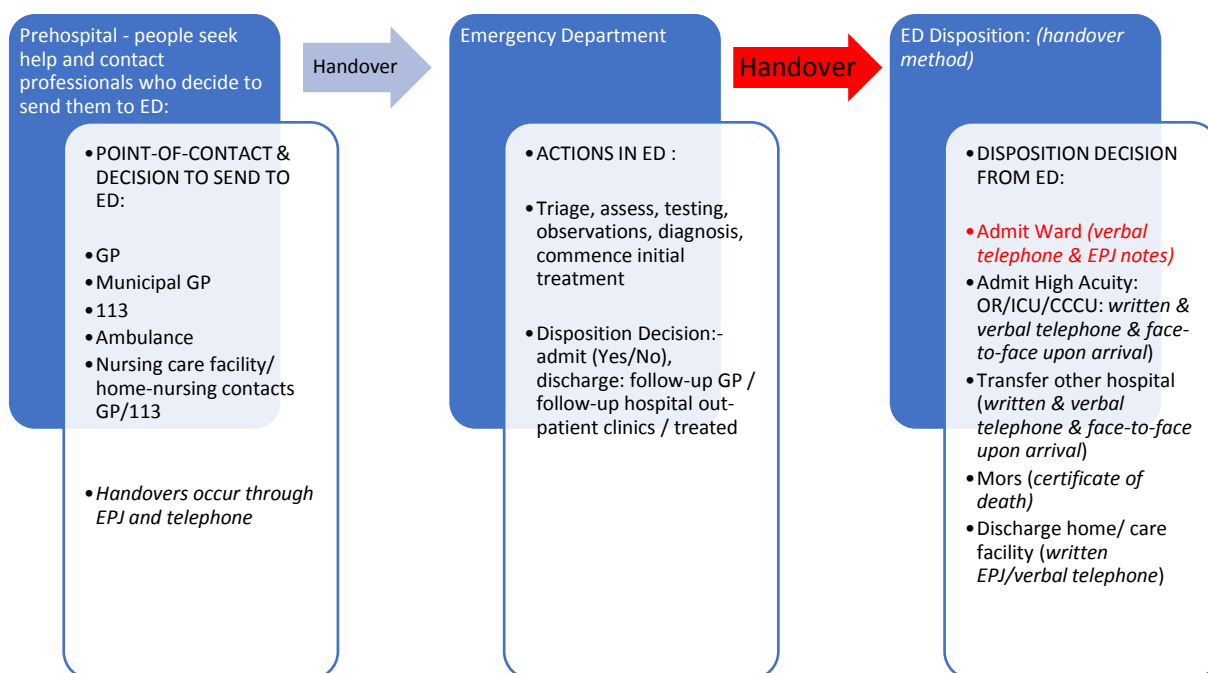 Prehospital - people seek
help and contact
professionals who decide to
send them to ED:
•POINT-OF-CONTACT &
DECISION TO SEND TO
ED:
•GP
•Municipal GP
•113
•Ambulance
•Nursing care facility/
home-nursing contacts
GP/113
•Handovers occur through
EPJ and telephone
Handover
Emergency Department
•ACTIONS IN ED :
•Triage, assess, testing,
observations, diagnosis,
commence initial
treatment
•Disposition Decision:-
admit (Yes/No),
discharge: follow-up GP /
follow-up hospital out-
patient clinics / treated
Handover
ED Disposition: (handover
method)
•DISPOSITION DECISION
FROM ED:
•Admit Ward (verbal
telephone & EPJ notes)
•Admit High Acuity:
OR/ICU/CCCU: written &
verbal telephone & face-
to-face upon arrival)
•Transfer other hospital
(written & verbal
telephone & face-to-face
upon arrival)
•Mors (certificate of
death)
•Discharge home/ care
facility (written
EPJ/verbal telephone)